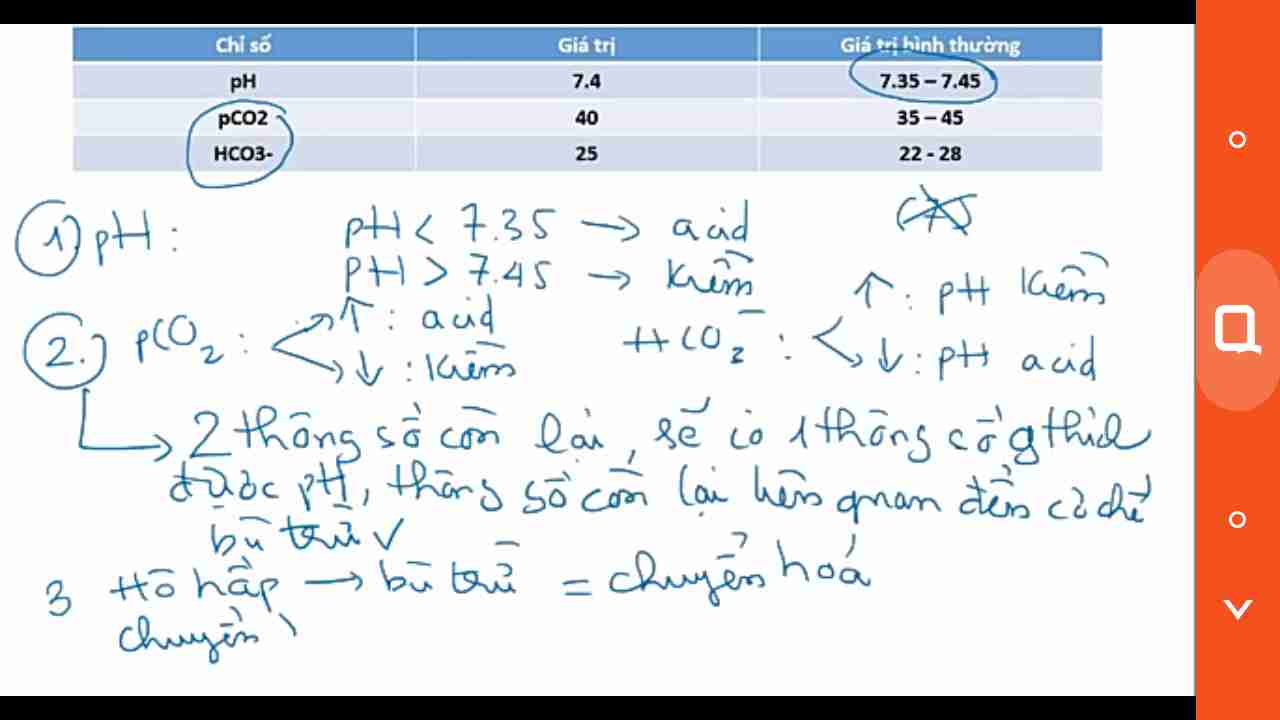 Chỉ số Giá trị Giá trị bình thường
pH 7.4 7.35 – 7.45
pCO2 40 35 – 45
HCO3- 25 22 - 28
1) pH : pH < 7.35 → acid
pH > 7.45 → Kiềm
2.) pCO2 : ↑ : acid
↓ : Kiềm
: ↑ : pH Kiềm
↓ : pH acid
→ 2 thông số còn lại, sẽ có 1 thông số gthích
được pH, thông số còn lại liên quan đến cơ chế
bù trừ
3 Hô hấp → bù trừ = chuyển hoá
chuyển